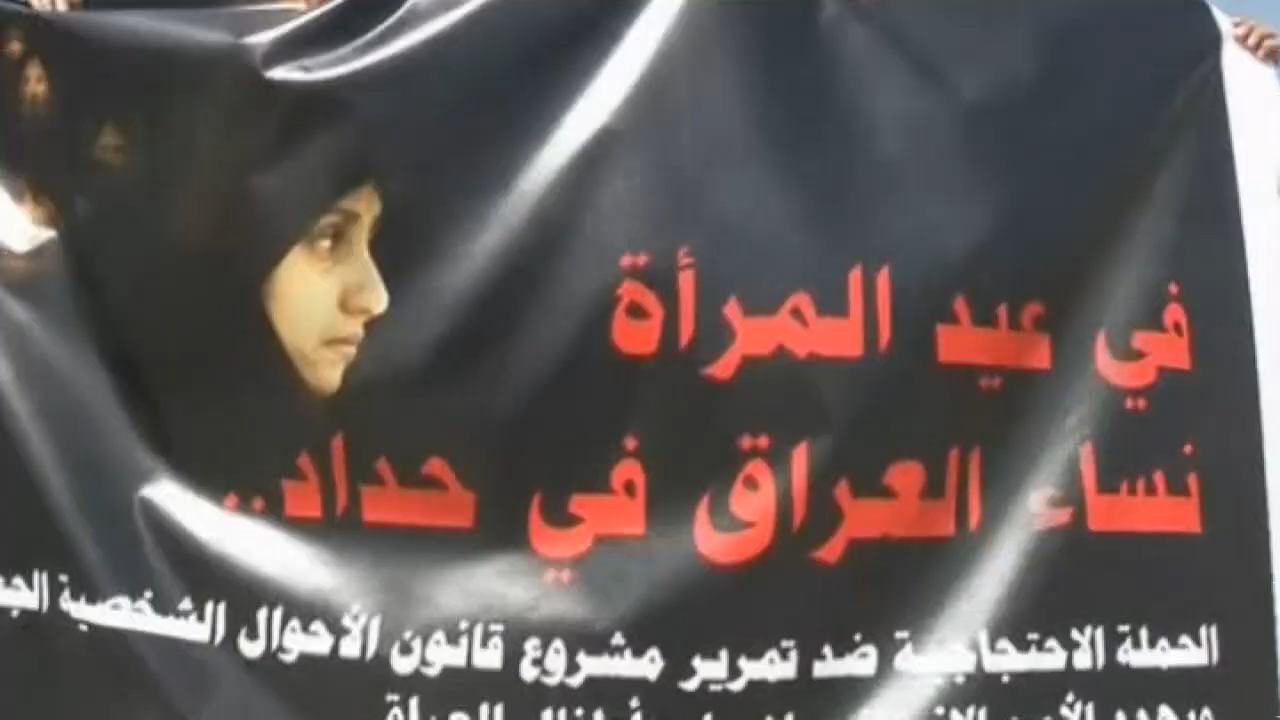 في عيد المرأة
نساء العراق في حداد..
الحملة الاحتجاجية ضد تمرير مشروع قانون الأحوال الشخصية